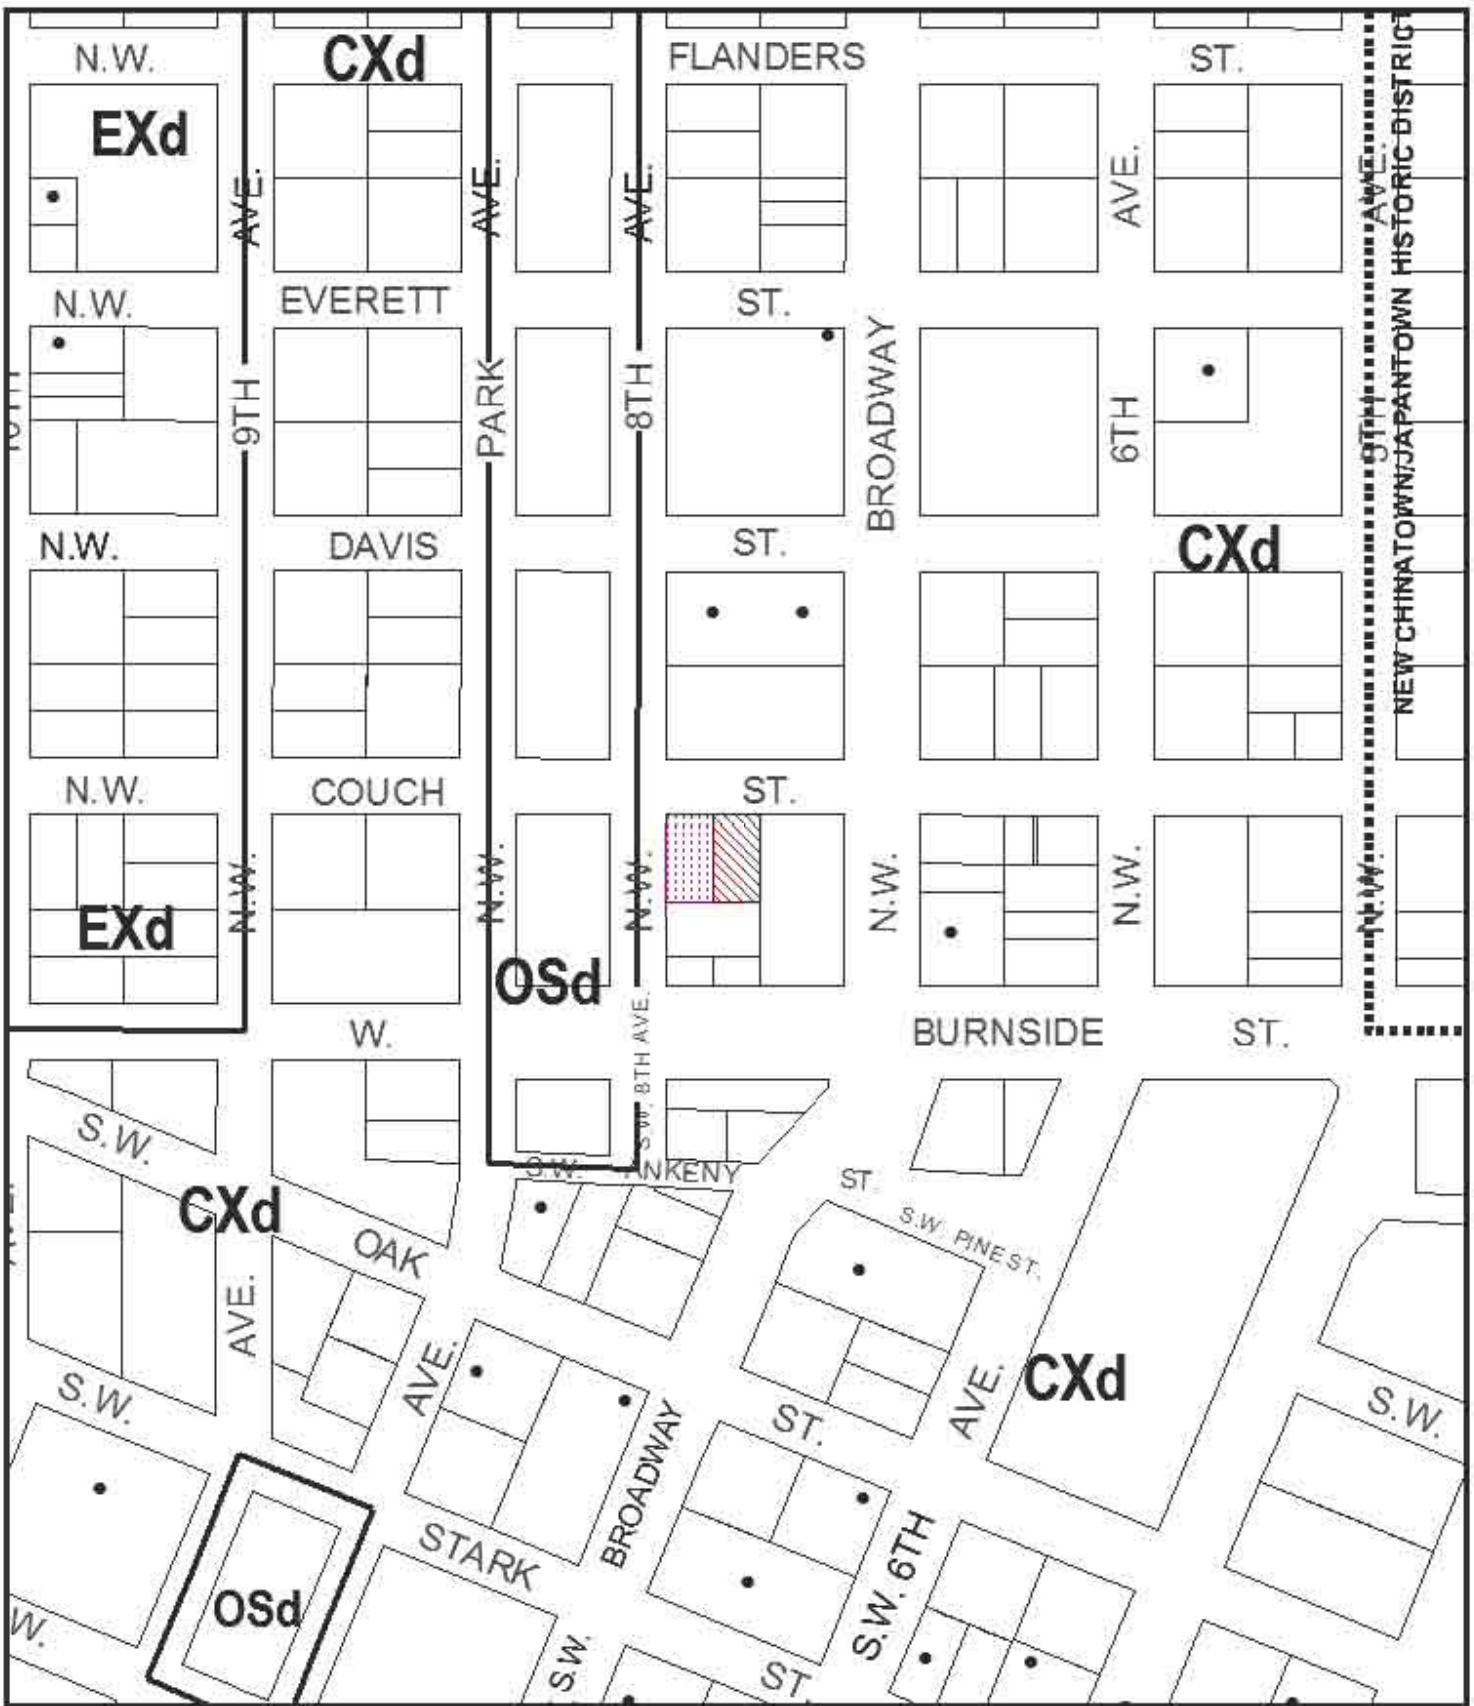 N.W. FLANDERS ST.
CXd
EXd
AVE. AVE. AVE. AVE. AVE.
NEW CHINATOWN/JAPANTOWN HISTORIC DISTRICT
N.W. EVERETT ST.
9TH PARK 8TH BROADWAY 6TH 5TH
N.W. DAVIS ST.
CXd
N.W. COUCH ST.
N.W. N.W. N.W. N.W. N.W. N.W.
EXd
OSd
W. BURNSIDE ST.
S.W. 8TH AVE.
S.W.
S.W. ANKENY ST.
CXd
S.W. PINE ST.
OAK
AVE.
AVE.
AVE.
CXd
S.W.
ST.
S.W.
BROADWAY
STARK
S.W. 6TH
OSd
W.
S.W.
ST.